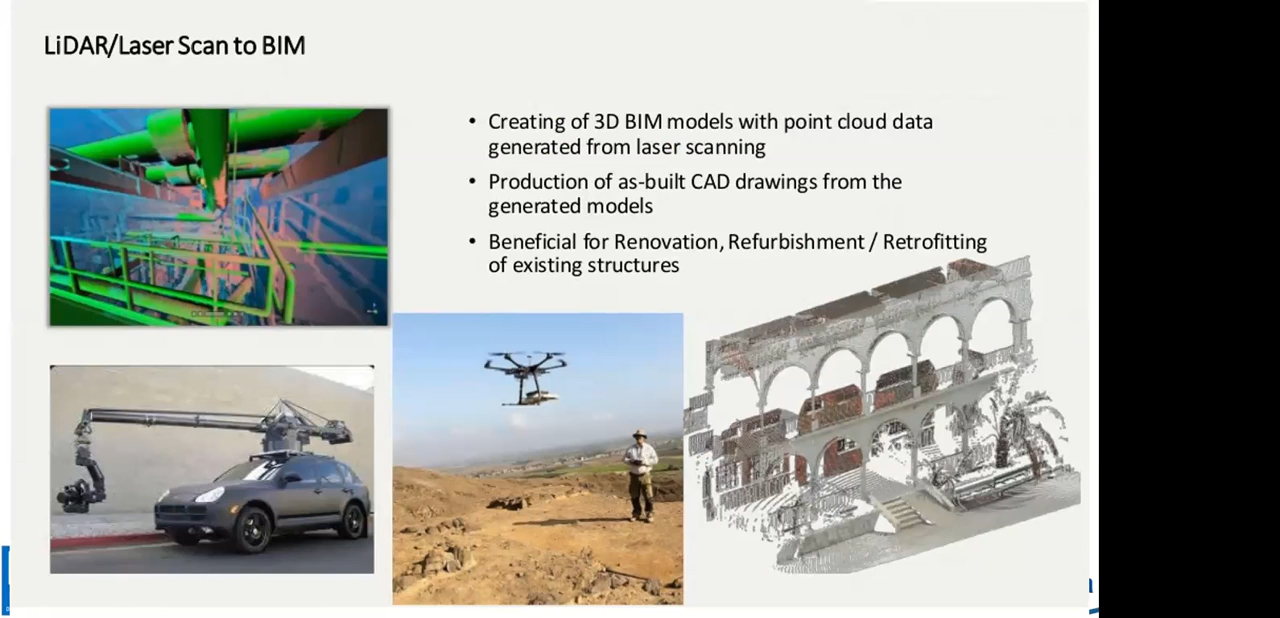 LiDAR/Laser Scan to BIM
• Creating of 3D BIM models with point cloud data
generated from laser scanning
• Production of as-built CAD drawings from the
generated models
• Beneficial for Renovation, Refurbishment / Retrofitting
of existing structures